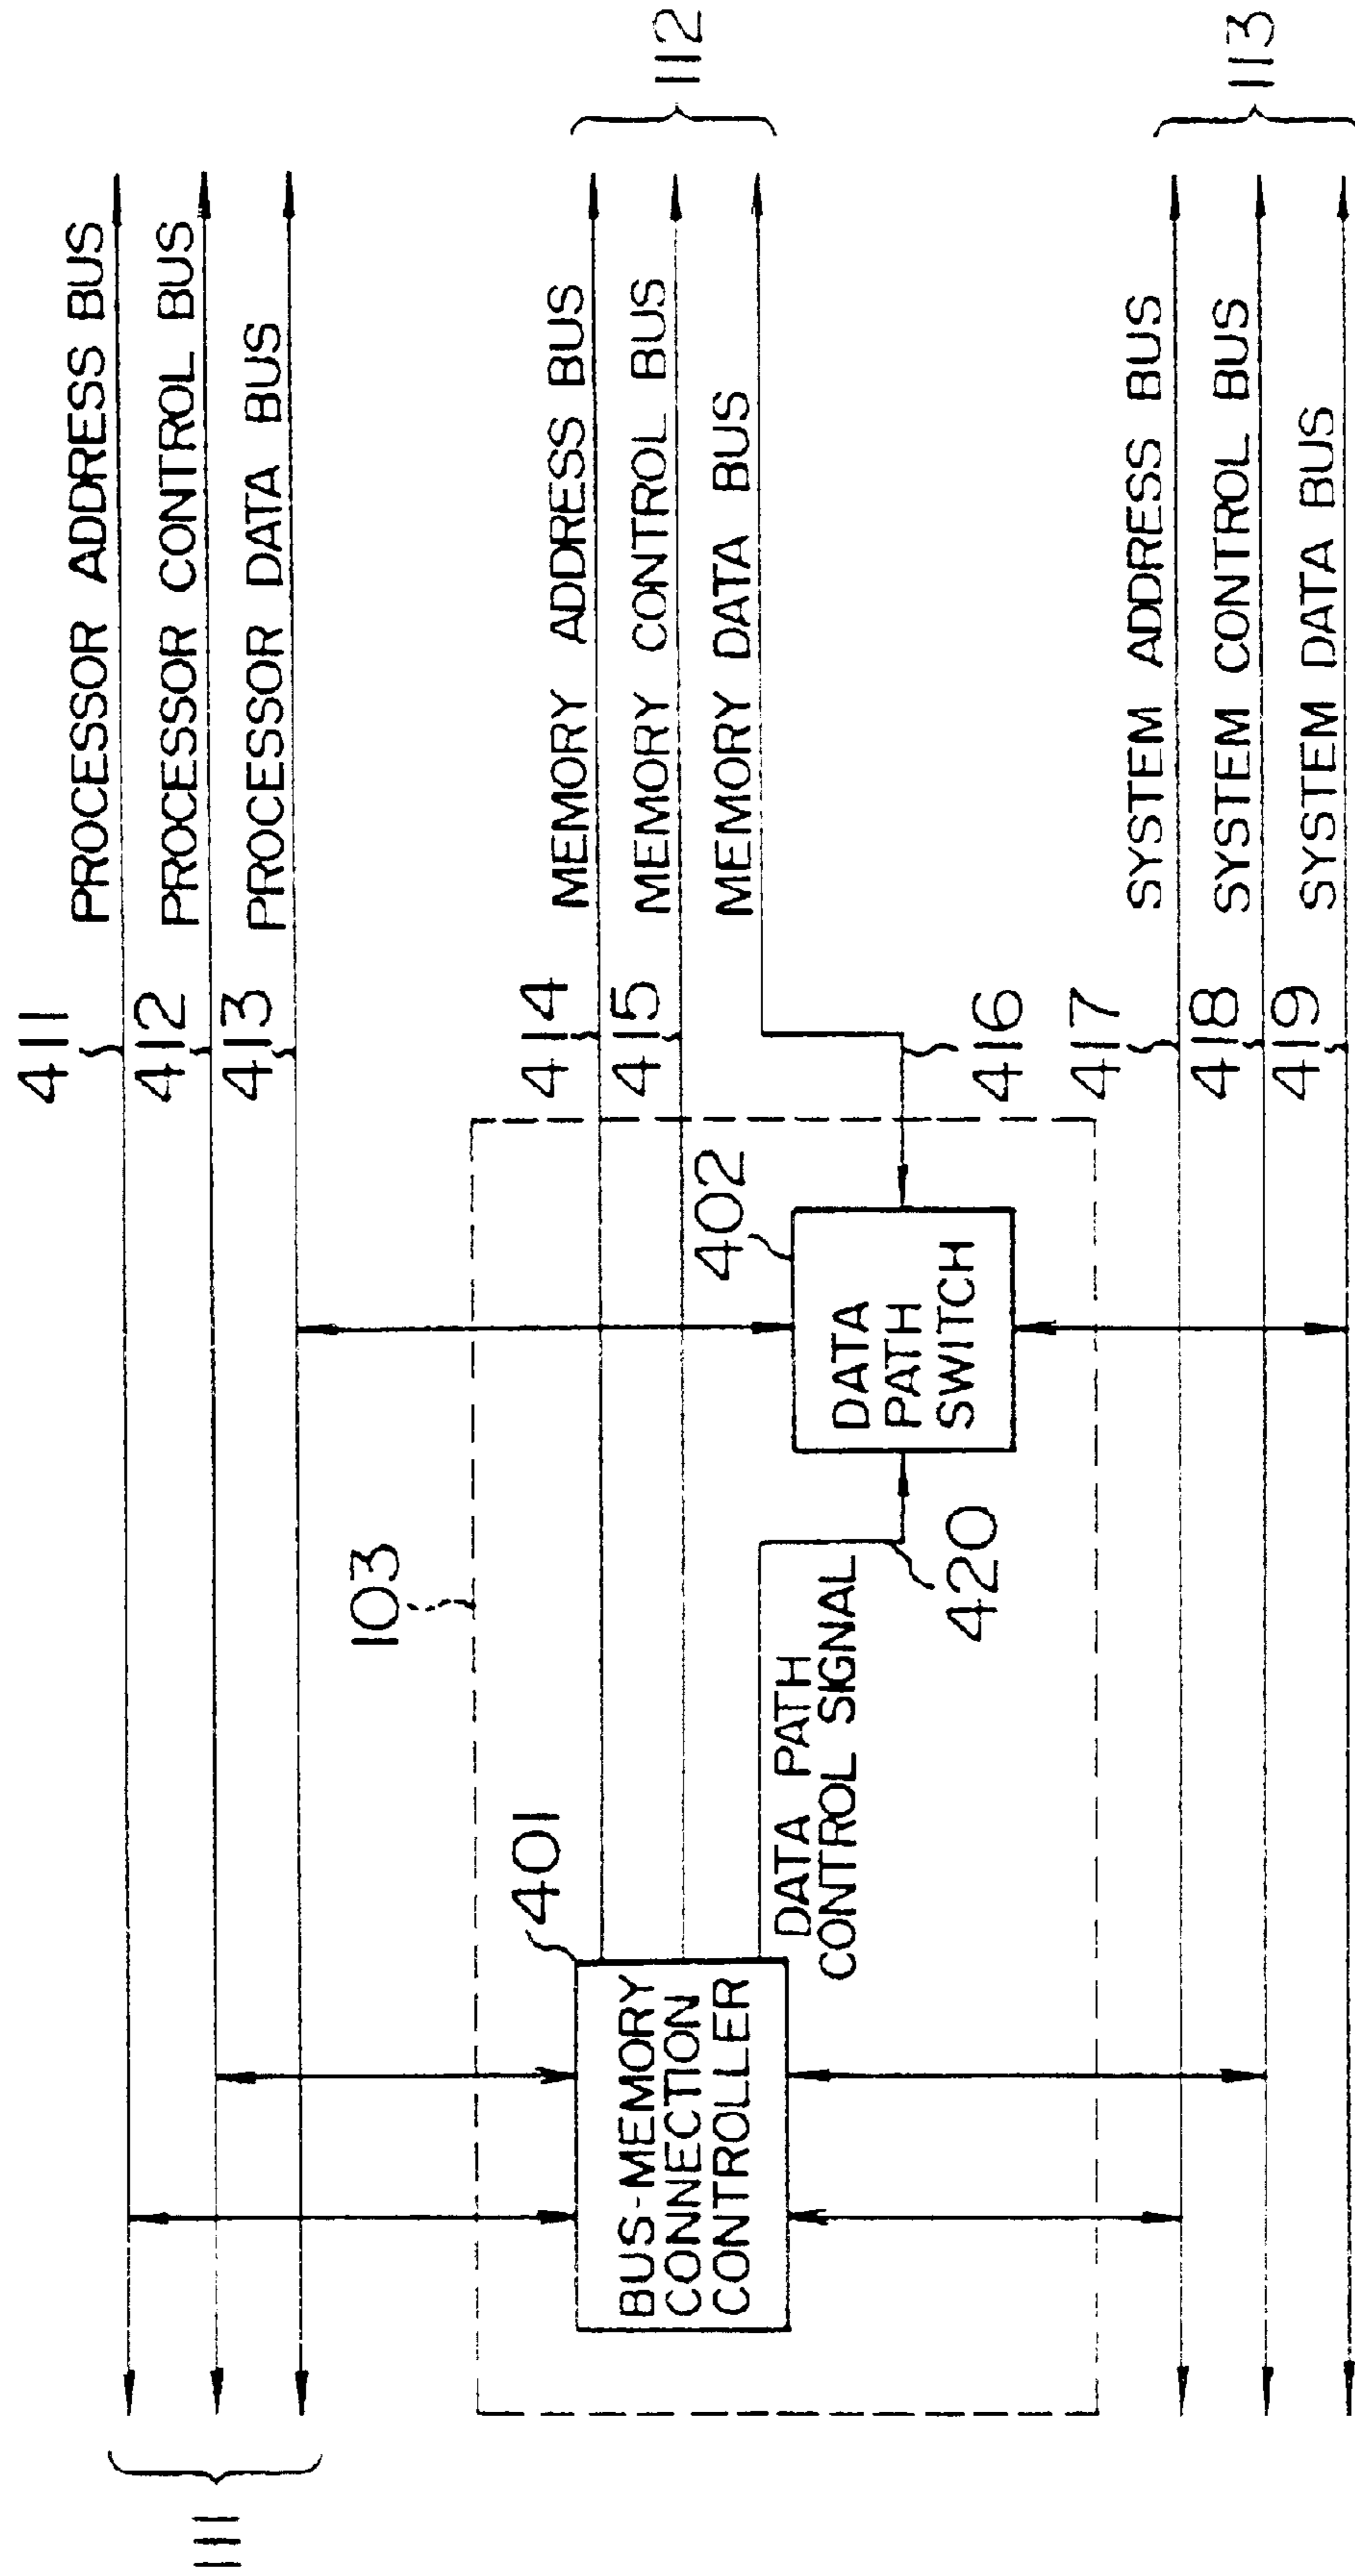 411
PROCESSOR ADDRESS BUS
412
PROCESSOR CONTROL BUS
413
PROCESSOR DATA BUS
111
103
401
BUS-MEMORY
CONNECTION
CONTROLLER
414
MEMORY ADDRESS BUS
415
MEMORY CONTROL BUS
MEMORY DATA BUS
112
402
DATA
PATH
SWITCH
DATA PATH
CONTROL SIGNAL
420
416
417
SYSTEM ADDRESS BUS
418
SYSTEM CONTROL BUS
419
SYSTEM DATA BUS
113